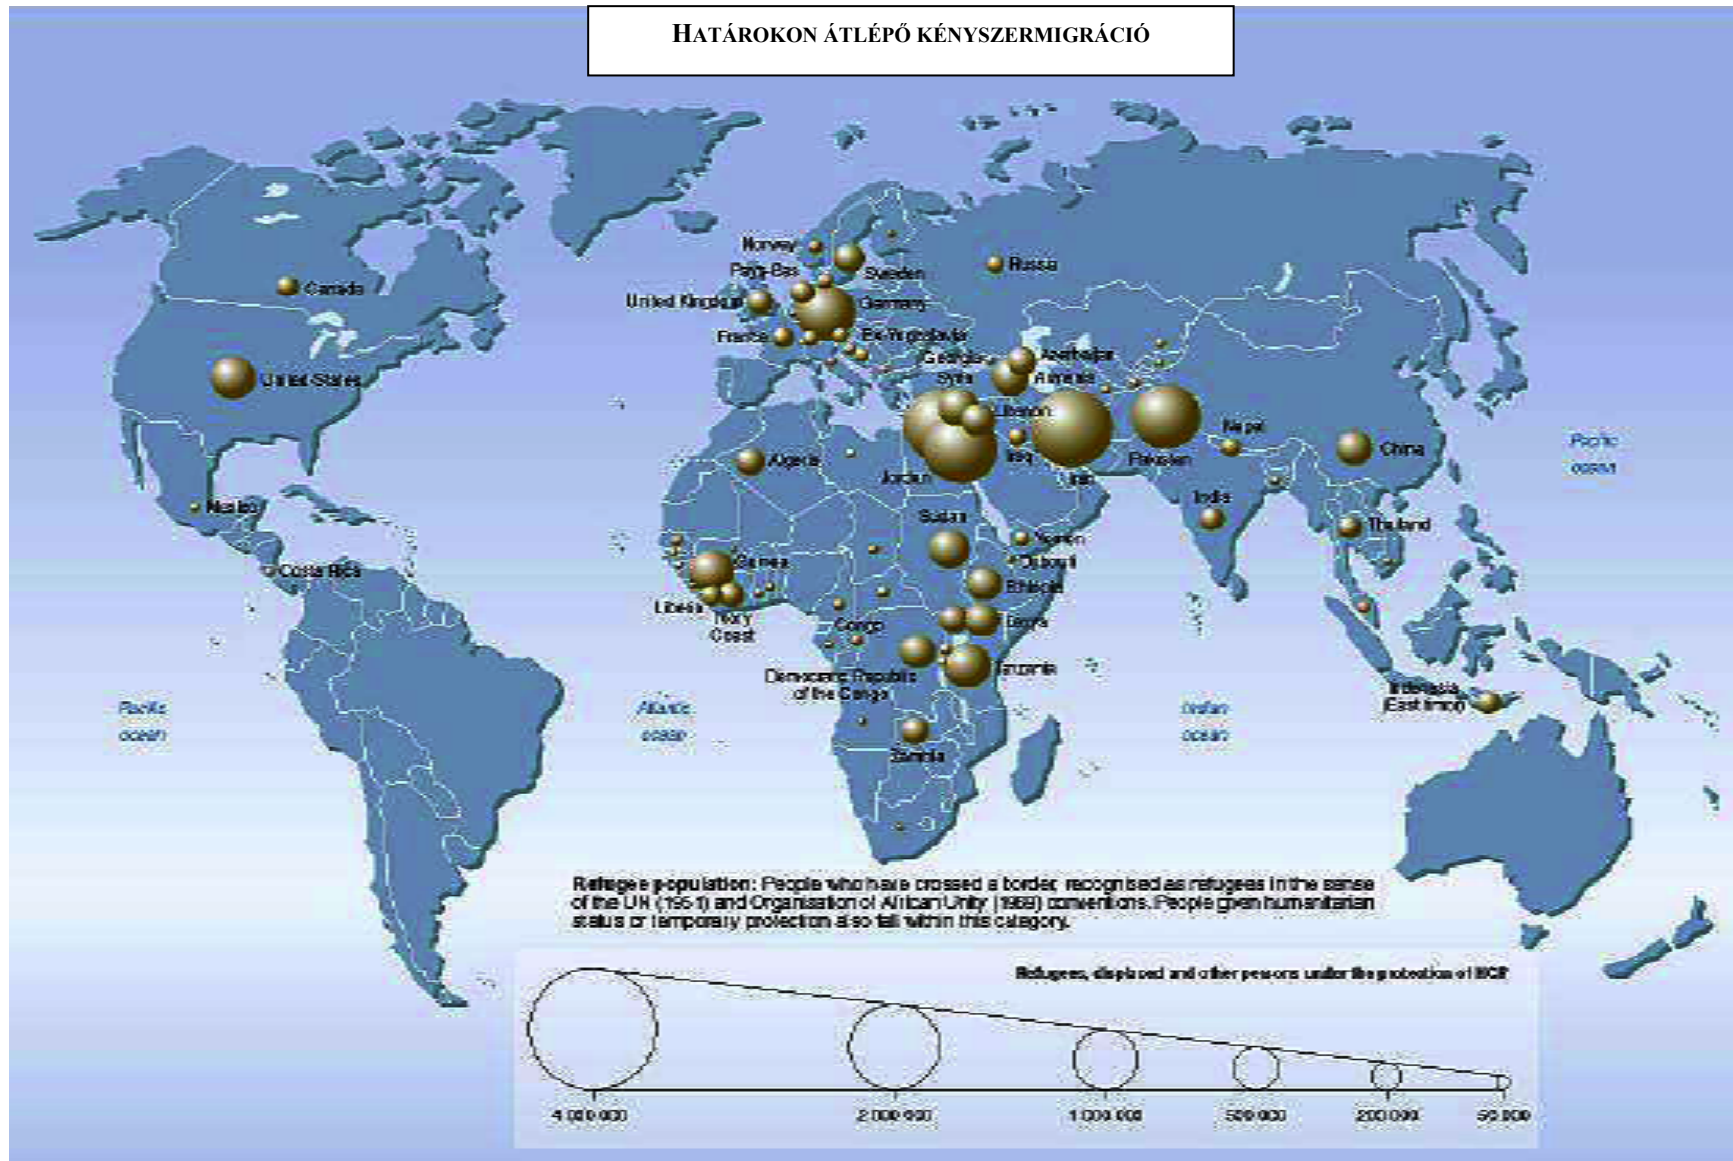 HATÁROKON ÁTLÉPŐ KÉNYSZERMIGRÁCIÓ
Norway
Pays-Bas
Sweden
Russia
Canada
United Kingdom
Germany
France
Ex-Yugoslavia
Georgia
Azerbaijan
Armenia
United States
Syria
Lebanon
Nepal
China
Pacific
ocean
Algeria
Iraq
Iran
Pakistan
Jordan
Mexico
India
Thailand
Sudan
Yemen
Djibouti
Guinea
Costa Rica
Ethiopia
Liberia
Ivory
Coast
Congo
Kenya
Tanzania
Democratic Republic
of the Congo
Indonesia
(East timor)
Pacific
ocean
Atlantic
ocean
Indian
ocean
Zambia
Refugee population: People who have crossed a border, recognised as refugees in the sense
of the UN (1951) and Organisation of African Unity (1969) conventions. People given humanitarian
status or temporary protection also fall within this category.
Refugees, displaced and other persons under the protection of HCR
4 000 000
2 000 000
1 000 000
500 000
200 000
50 000